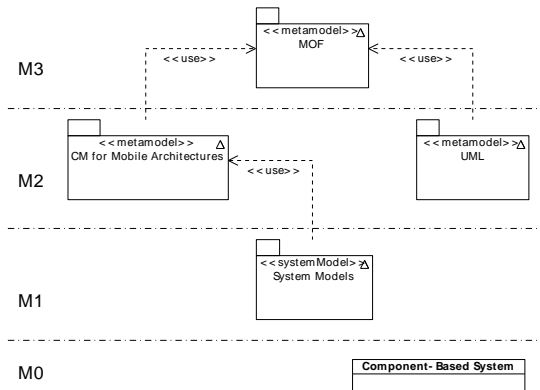 <<metamodel>>
MOF
<<use>>
<<use>>
M3
<<metamodel>>
CM for Mobile Architectures
<<metamodel>>
UML
<<use>>
M2
<<systemModel>>
System Models
M1
Component-Based System
M0